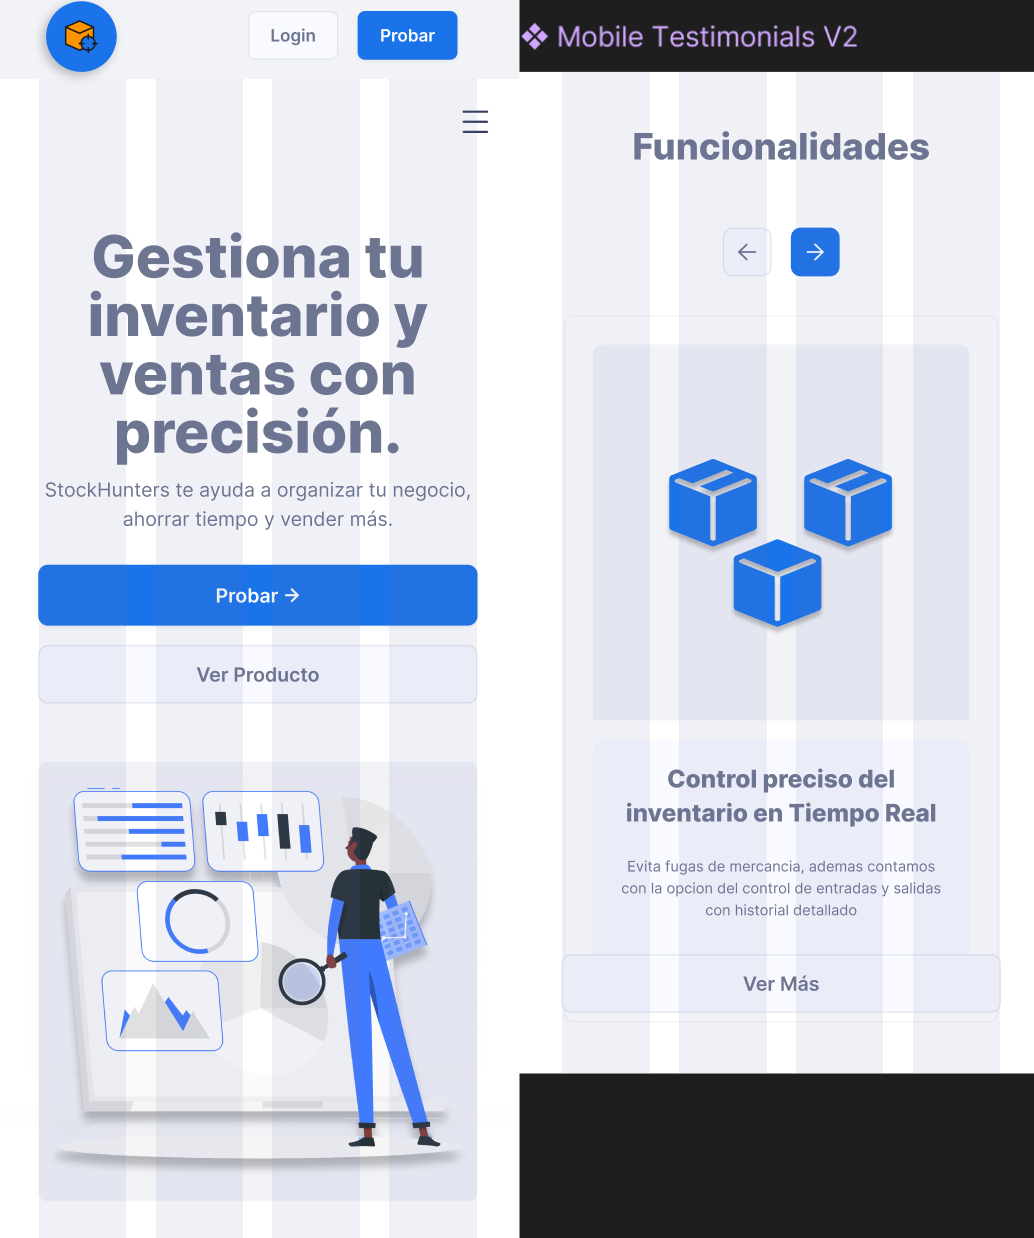 Login
Probar
Gestiona tu
inventario y
ventas con
precisión.
StockHunters te ayuda a organizar tu negocio,
ahorrar tiempo y vender más.
Probar →
Ver Producto
Mobile Testimonials V2
Funcionalidades
Control preciso del
inventario en Tiempo Real
Evita fugas de mercancia, ademas contamos
con la opcion del control de entradas y salidas
con historial detallado
Ver Más